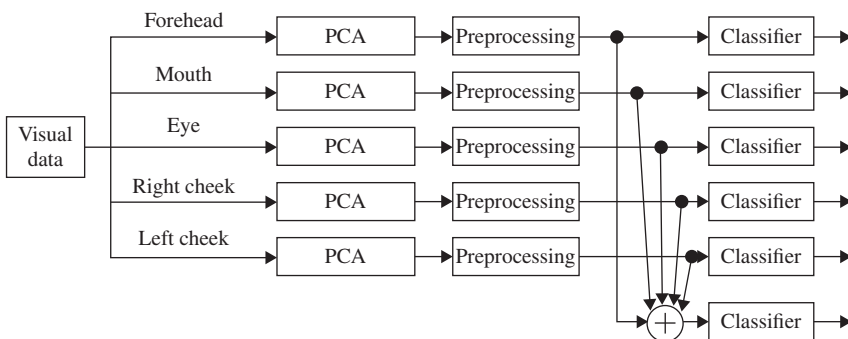 Forehead
PCA
Preprocessing
Classifier
Mouth
PCA
Preprocessing
Classifier
Visual
data
Eye
PCA
Preprocessing
Classifier
Right cheek
PCA
Preprocessing
Classifier
Left cheek
PCA
Preprocessing
Classifier
+
Classifier